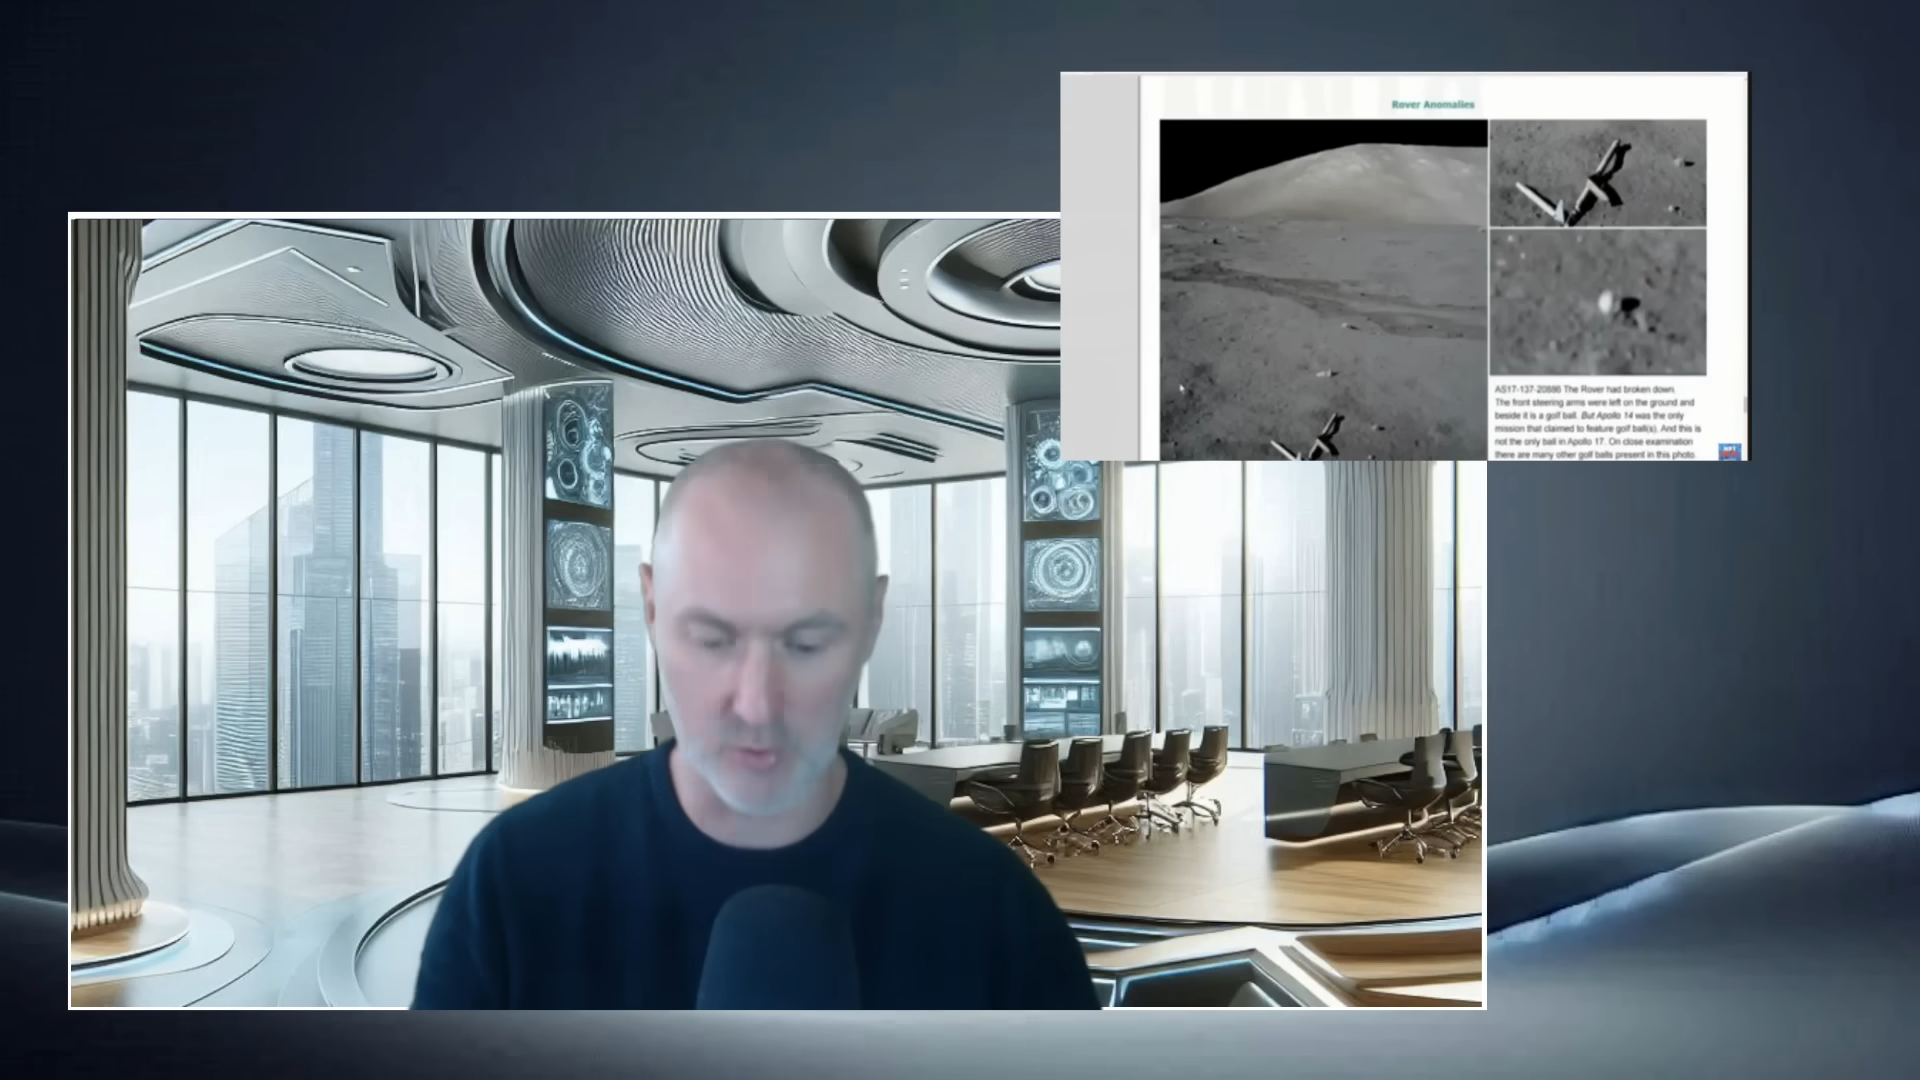 Rover Anomalies
AS17-137-20886 The Rover had broken down.
The front steering arms were left on the ground and
beside it is a golf ball. But Apollo 14 was the only
mission that claimed to feature golf ball(s). And this is
not the only ball in Apollo 17. On close examination
there are many other golf balls present in this photo.